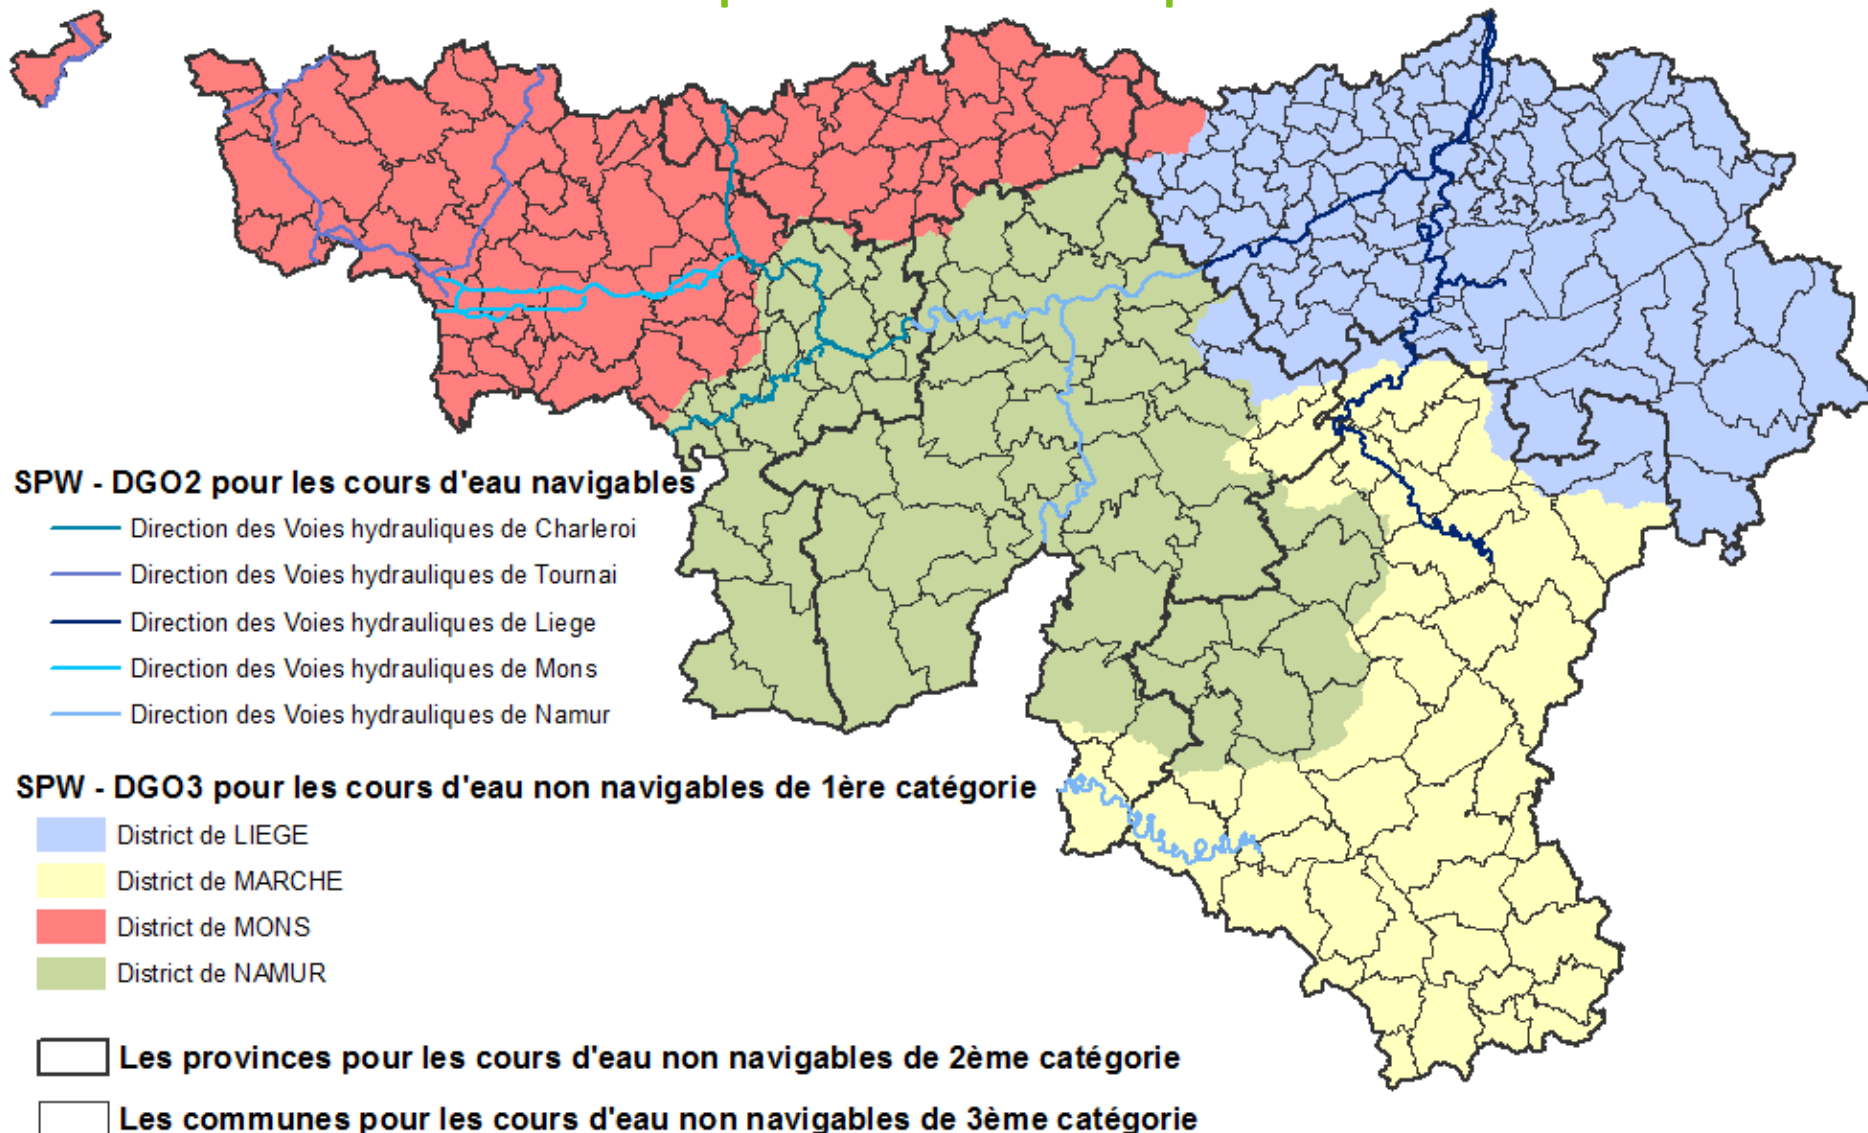 SPW - DGO2 pour les cours d'eau navigables
Direction des Voies hydrauliques de Charleroi
Direction des Voies hydrauliques de Tournai
Direction des Voies hydrauliques de Liege
Direction des Voies hydrauliques de Mons
Direction des Voies hydrauliques de Namur
SPW - DGO3 pour les cours d'eau non navigables de 1ère catégorie
District de LIEGE
District de MARCHE
District de MONS
District de NAMUR
Les provinces pour les cours d'eau non navigables de 2ème catégorie
Les communes pour les cours d'eau non navigables de 3ème catégorie